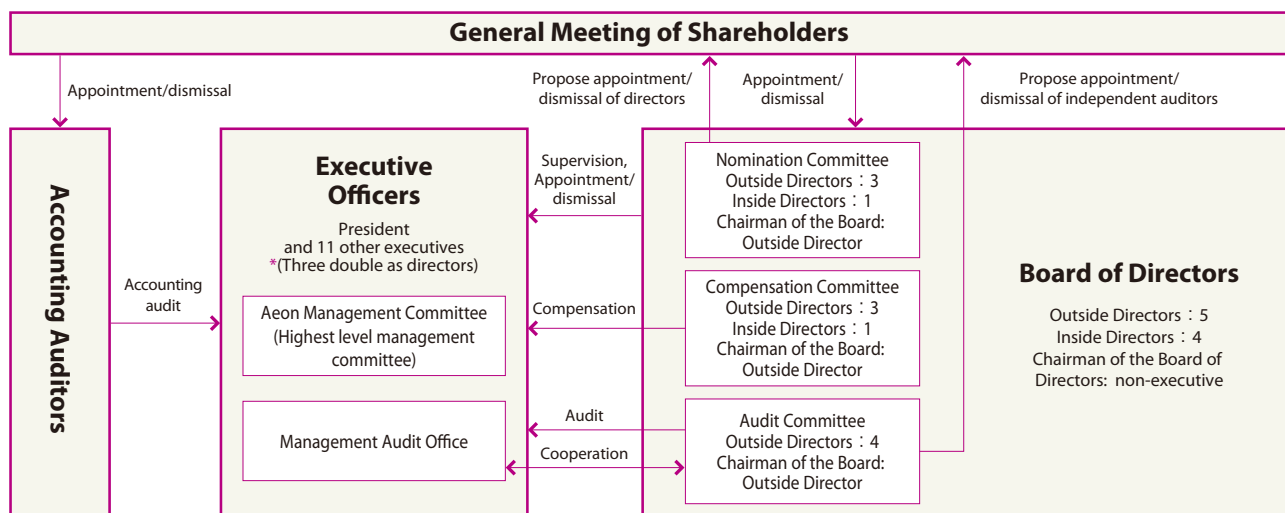 General Meeting of Shareholders
Appointment/dismissal
Propose appointment/
dismissal of directors
Appointment/
dismissal
Propose appointment/
dismissal of independent auditors
Accounting Auditors
Accounting
audit
Executive
Officers
President
and 11 other executives
*(Three double as directors)
Aeon Management Committee
(Highest level management
committee)
Management Audit Office
Supervision,
Appointment/
dismissal
Compensation
Audit
Cooperation
Nomination Committee
Outside Directors：3
Inside Directors：1
Chairman of the Board:
Outside Director
Compensation Committee
Outside Directors：3
Inside Directors：1
Chairman of the Board:
Outside Director
Audit Committee
Outside Directors：4
Chairman of the Board:
Outside Director
Board of Directors
Outside Directors：5
Inside Directors：4
Chairman of the Board of
Directors: non-executive